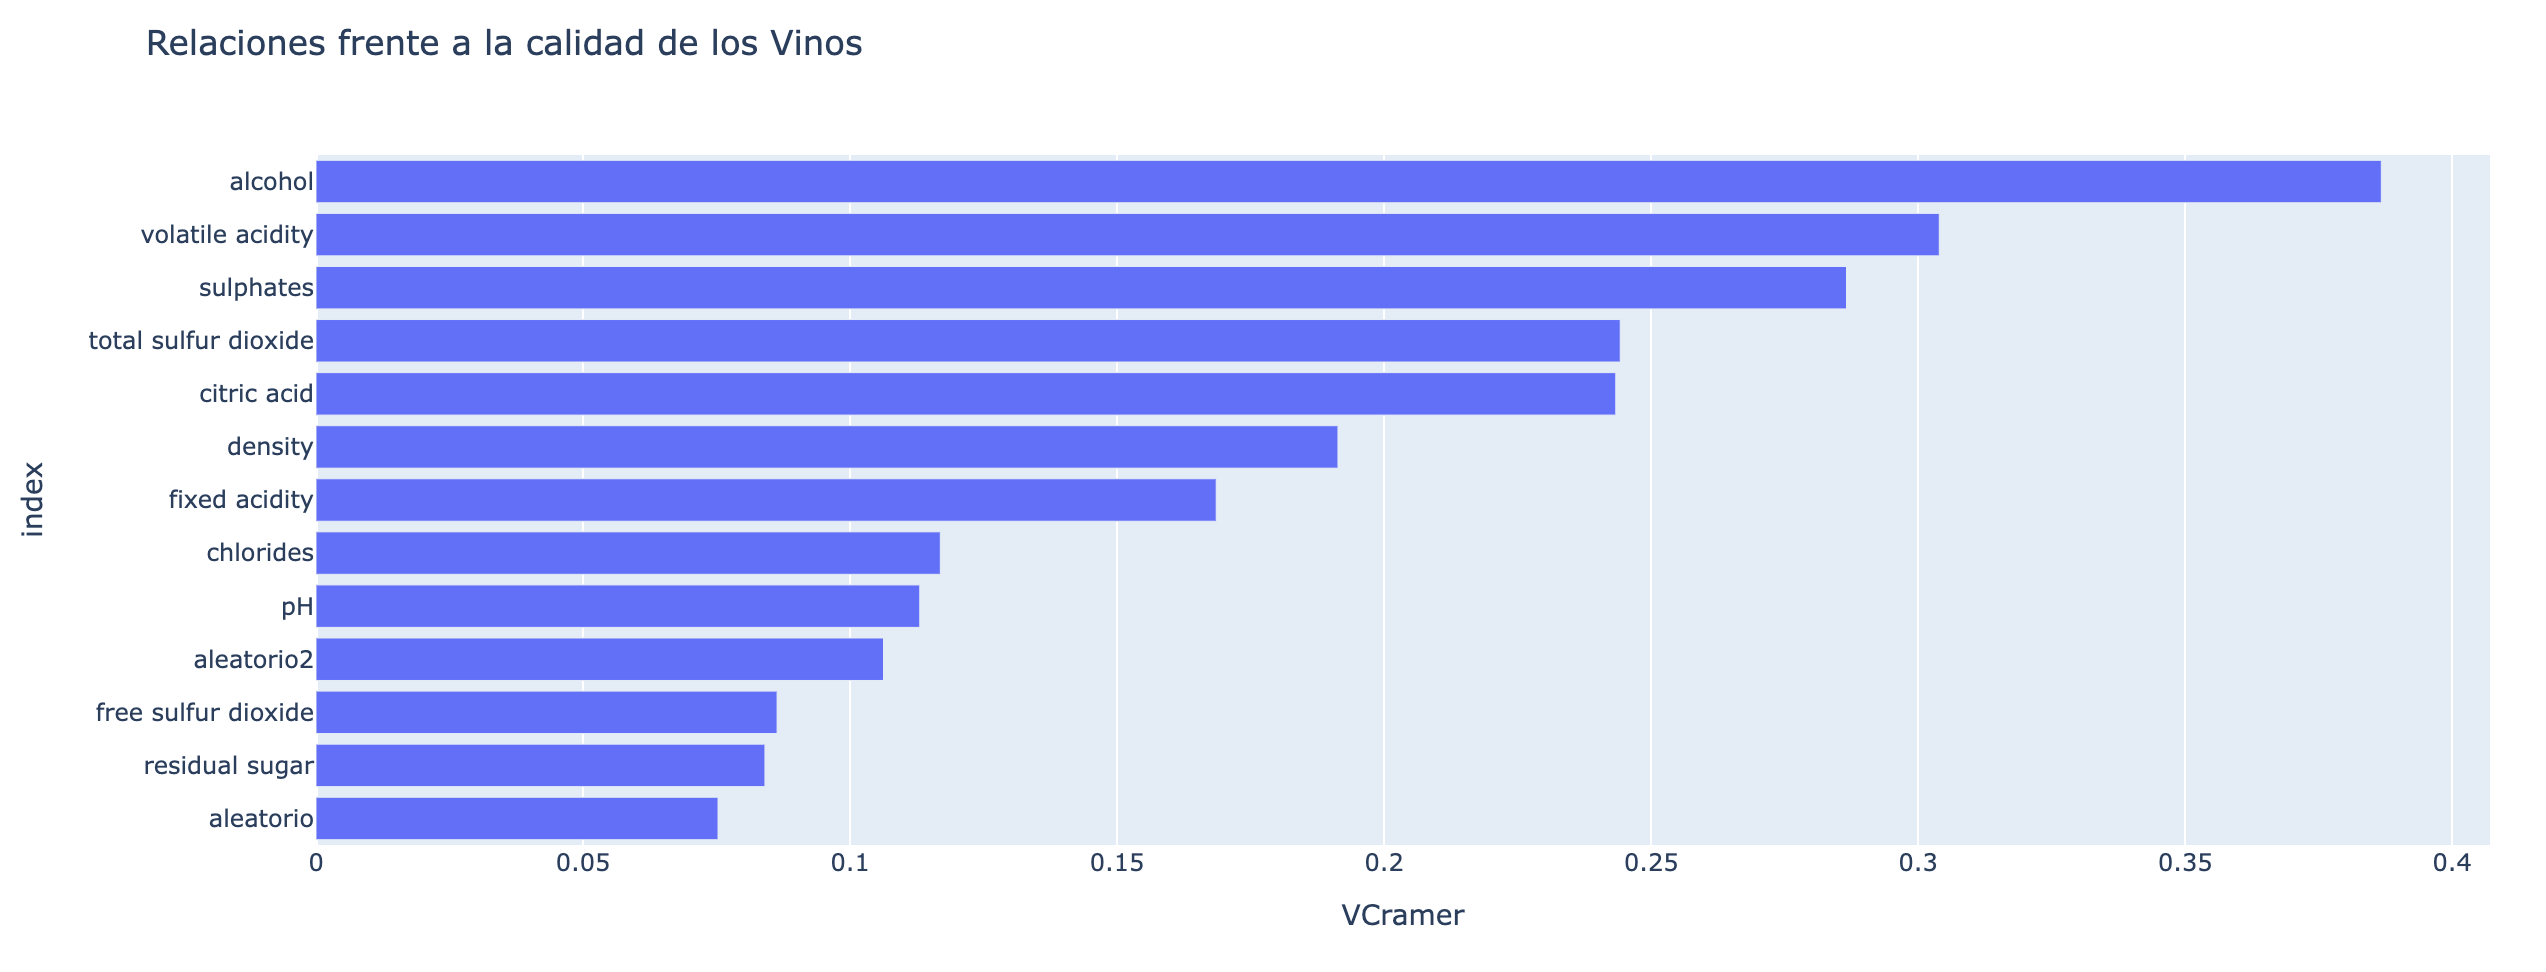 Relaciones frente a la calidad de los Vinos
index
alcohol
volatile acidity
sulphates
total sulfur dioxide
citric acid
density
fixed acidity
chlorides
pH
aleatorio2
free sulfur dioxide
residual sugar
aleatorio
0 0.05 0.1 0.15 0.2 0.25 0.3 0.35 0.4
VCramer